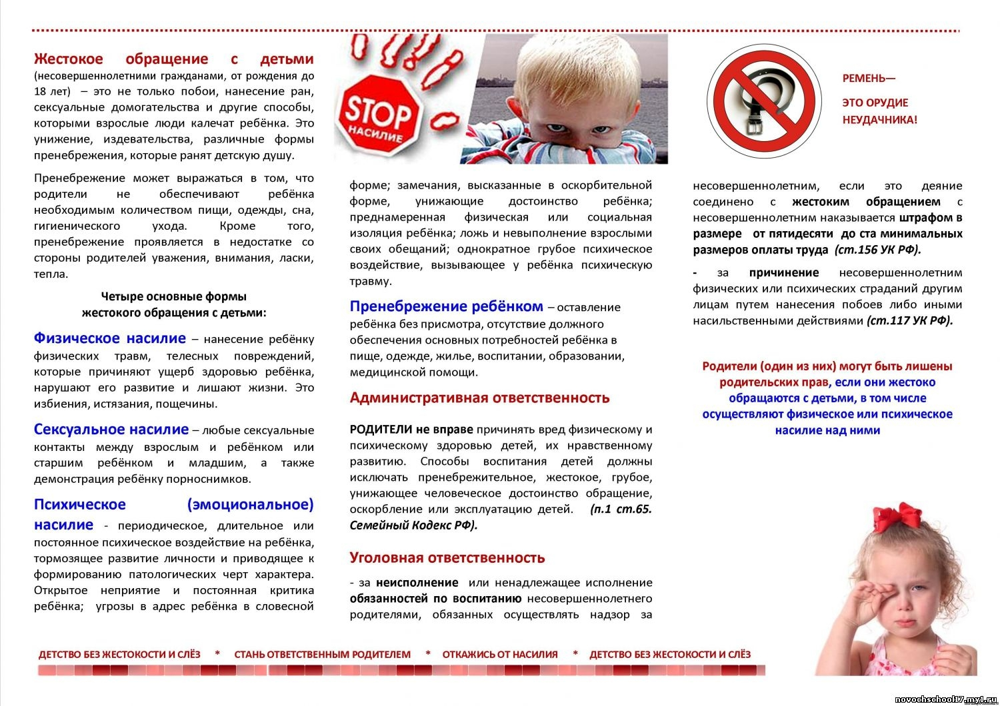 Жестокое обращение с детьми
(несовершеннолетними гражданами, от рождения до
18 лет) – это не только побои, нанесение ран,
сексуальные домогательства и другие способы,
которыми взрослые люди калечат ребёнка. Это
унижение, издевательства, различные формы
пренебрежения, которые ранят детскую душу.
Пренебрежение может выражаться в том, что
родители не обеспечивают ребёнка
необходимым количеством пищи, одежды, сна,
гигиенического ухода. Кроме того,
пренебрежение проявляется в недостатке со
стороны родителей уважения, внимания, ласки,
тепла.
Четыре основные формы
жестокого обращения с детьми:
Физическое насилие – нанесение ребёнку
физических травм, телесных повреждений,
которые причиняют ущерб здоровью ребёнка,
нарушают его развитие и лишают жизни. Это
избиения, истязания, пощечины.
Сексуальное насилие – любые сексуальные
контакты между взрослым и ребёнком или
старшим ребёнком и младшим, а также
демонстрация ребёнку порноснимков.
Психическое (эмоциональное)
насилие - периодическое, длительное или
постоянное психическое воздействие на ребёнка,
тормозящее развитие личности и приводящее к
формированию патологических черт характера.
Открытое неприятие и постоянная критика
ребёнка; угрозы в адрес ребёнка в словесной
STOP
НАСИЛИЕ
форме; замечания, высказанные в оскорбительной
форме, унижающие достоинство ребёнка;
преднамеренная физическая или социальная
изоляция ребёнка; ложь и невыполнение взрослыми
своих обещаний; однократное грубое психическое
воздействие, вызывающее у ребёнка психическую
травму.
Пренебрежение ребёнком – оставление
ребёнка без присмотра, отсутствие должного
обеспечения основных потребностей ребёнка в
пище, одежде, жилье, воспитании, образовании,
медицинской помощи.
Административная ответственность
РОДИТЕЛИ не вправе причинять вред физическому и
психическому здоровью детей, их нравственному
развитию. Способы воспитания детей должны
исключать пренебрежительное, жестокое, грубое,
унижающее человеческое достоинство обращение,
оскорбление или эксплуатацию детей. (п.1 ст.65.
Семейный Кодекс РФ).
Уголовная ответственность
- за неисполнение или ненадлежащее исполнение
обязанностей по воспитанию несовершеннолетнего
родителями, обязанных осуществлять надзор за
РЕМЕНЬ—
ЭТО ОРУДИЕ
НЕУДАЧНИКА!
несовершеннолетним, если это деяние
соединено с жестоким обращением с
несовершеннолетним наказывается штрафом в
размере от пятидесяти до ста минимальных
размеров оплаты труда (ст.156 УК РФ).
- за причинение несовершеннолетним
физических или психических страданий другим
лицам путем нанесения побоев либо иными
насильственными действиями (ст.117 УК РФ).
Родители (один из них) могут быть лишены
родительских прав, если они жестоко
обращаются с детьми, в том числе
осуществляют физическое или психическое
насилие над ними
ДЕТСТВО БЕЗ ЖЕСТОКОСТИ И СЛЁЗ * СТАНЬ ОТВЕТСТВЕННЫМ РОДИТЕЛЕМ * ОТКАЖИСЬ ОТ НАСИЛИЯ * ДЕТСТВО БЕЗ ЖЕСТОКОСТИ И СЛЁЗ
novochschool17.my1.ru